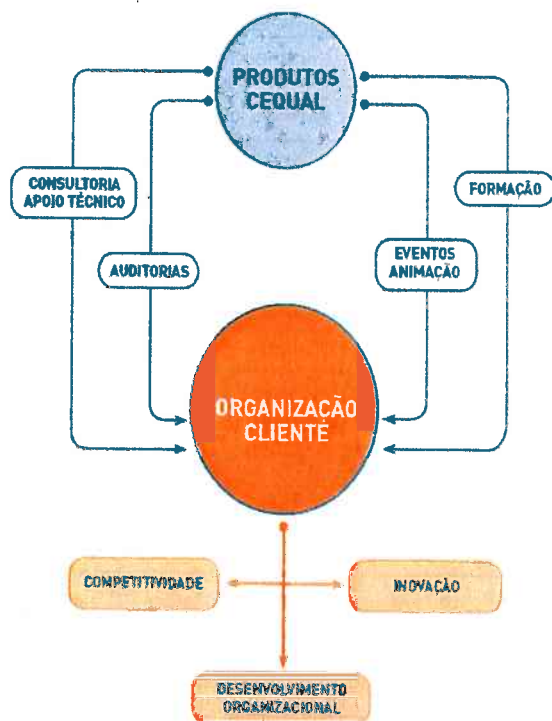 PRODUTOS
CEQUAL
CONSULTORIA
APOIO TÉCNICO
FORMAÇÃO
AUDITORIAS
EVENTOS
ANIMAÇÃO
ORGANIZAÇÃO
CLIENTE
COMPETITIVIDADE
INOVAÇÃO
DESENVOLVIMENTO
ORGANIZACIONAL